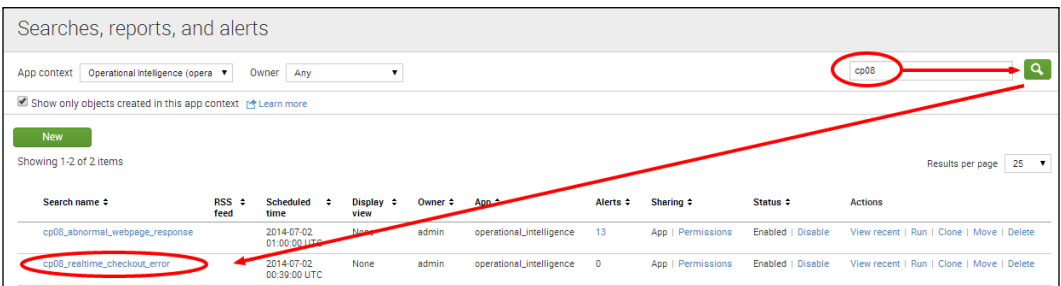 Searches, reports, and alerts
App context Operational Intelligence (opera Owner Any cp08
Show only objects created in this app context Learn more
New
Showing 1-2 of 2 items Results per page 25
Search name RSS feed Scheduled time Display view Owner App Alerts Sharing Status Actions
cp08_abnormal_webpage_response 2014-07-02 01:00:00 UTC None admin operational_intelligence 13 App | Permissions Enabled | Disable View recent | Run | Clone | Move | Delete
cp08_realtime_checkout_error 2014-07-02 00:39:00 UTC None admin operational_intelligence 0 App | Permissions Enabled | Disable View recent | Run | Clone | Move | Delete